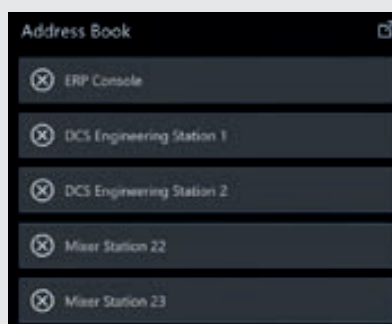 Address Book
ERP Console
DCS Engineering Station 1
DCS Engineering Station 2
Mixer Station 22
Mixer Station 23